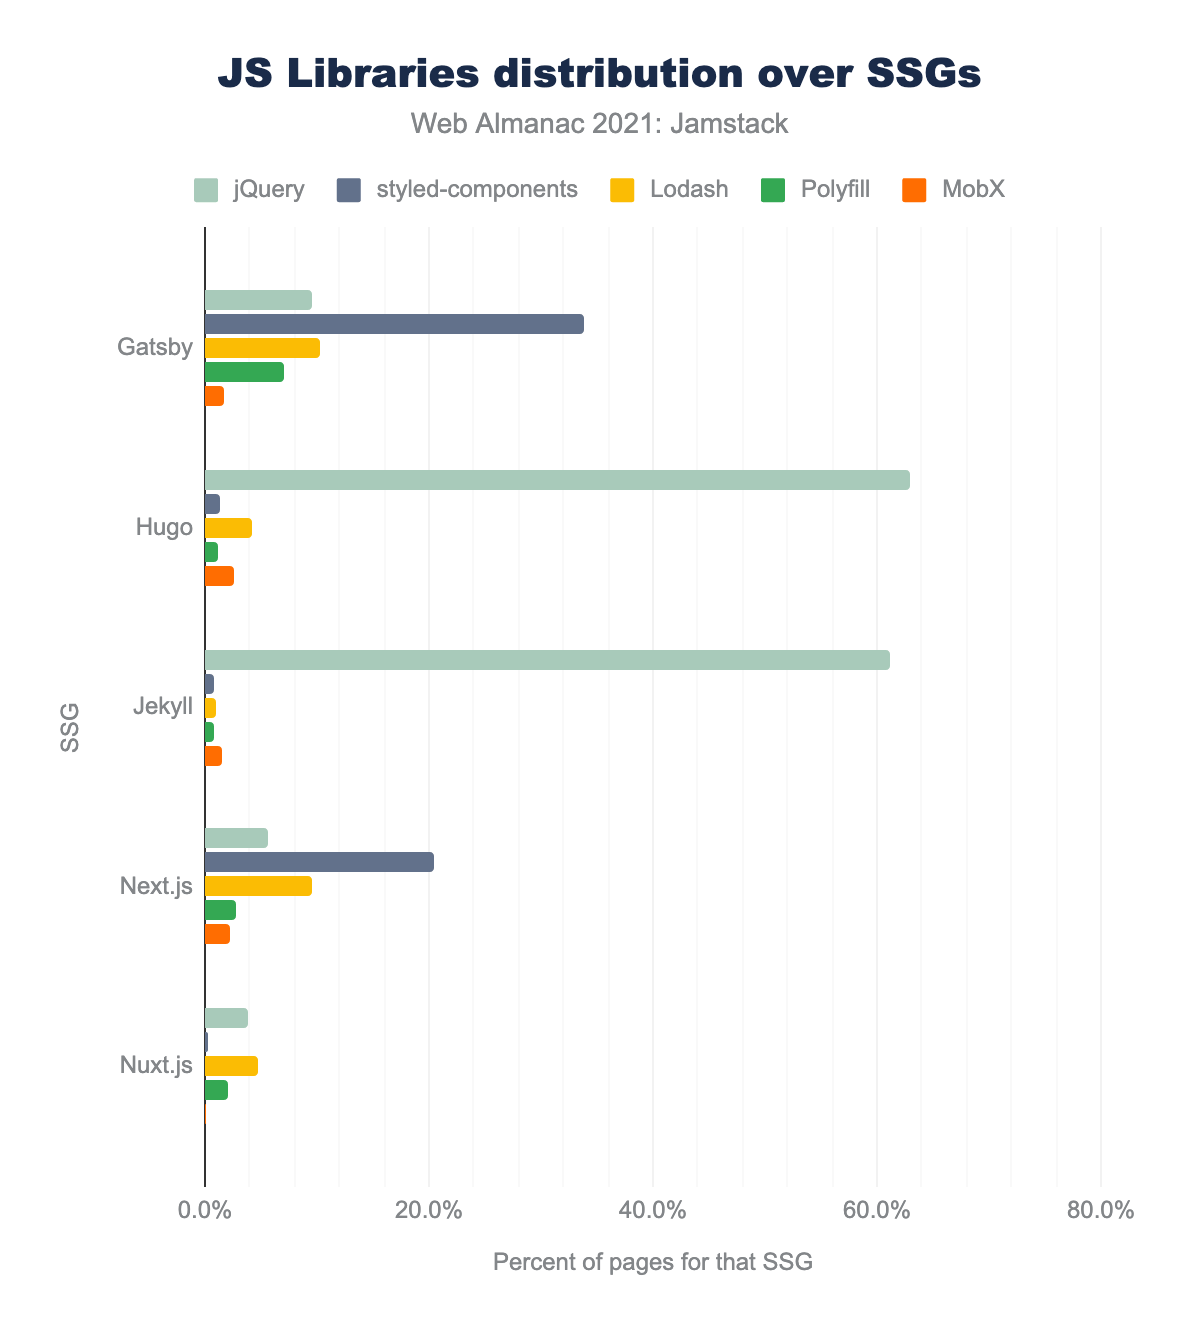 JS Libraries distribution over SSGs
Web Almanac 2021: Jamstack
jQuery styled-components Lodash Polyfill MobX
Gatsby
Hugo
Jekyll
Next.js
Nuxt.js
SSG
0.0% 20.0% 40.0% 60.0% 80.0%
Percent of pages for that SSG